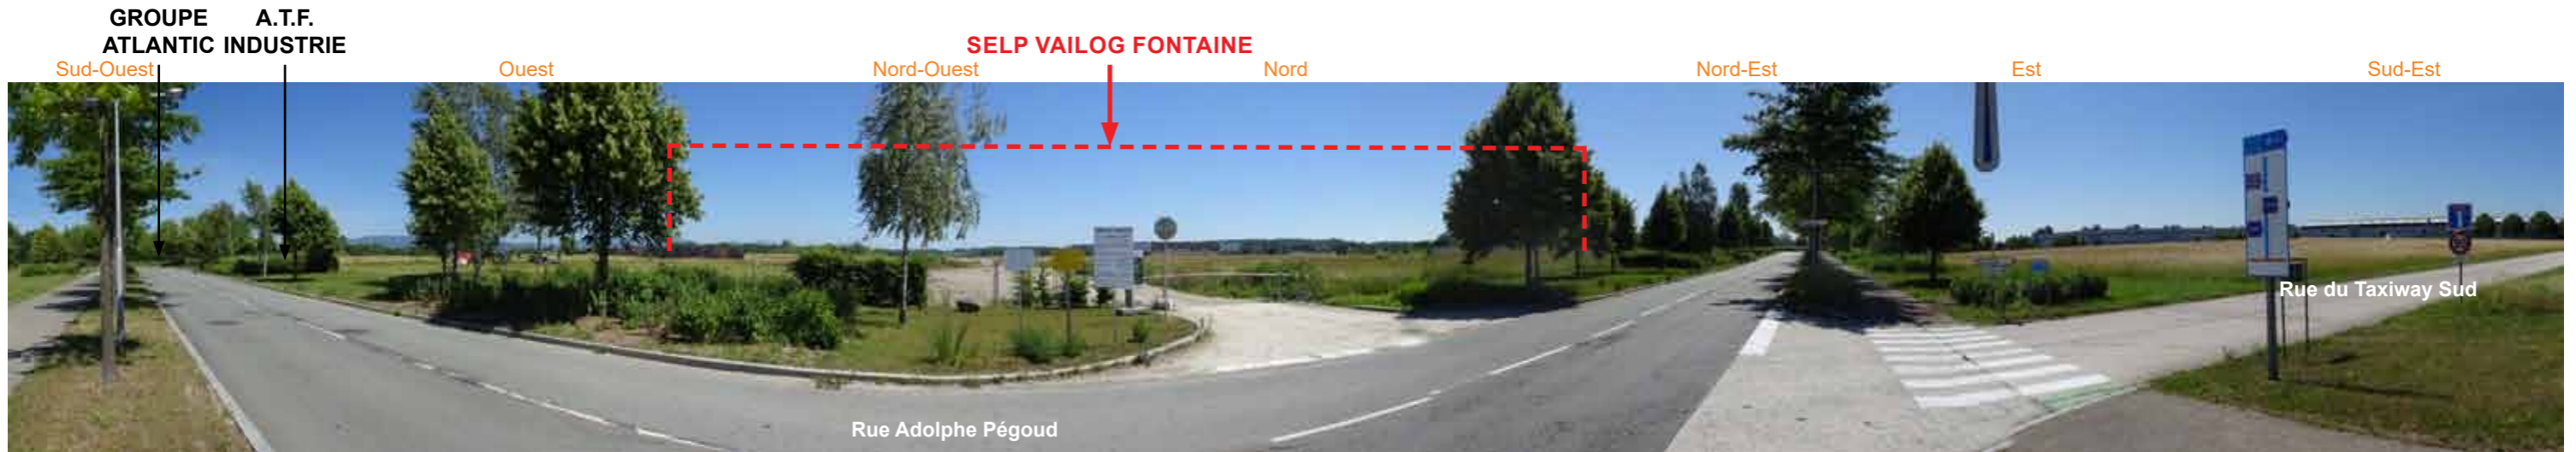 GROUPE
ATLANTIC
A.T.F.
INDUSTRIE
SELP VAILOG FONTAINE
Sud-Ouest
Ouest
Nord-Ouest
Nord
Nord-Est
Est
Sud-Est
Rue du Taxiway Sud
Rue Adolphe Pégoud